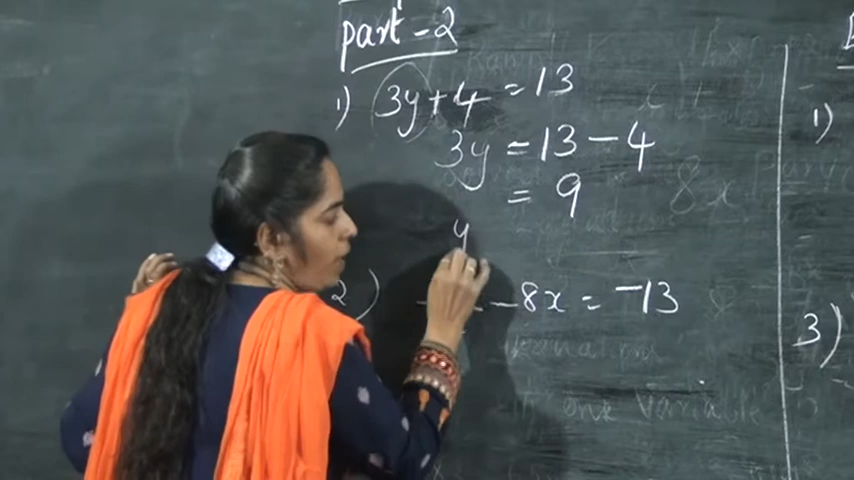 part - 2
1) 3y + 4 = 13
3y = 13 - 4
= 9
y
2) - 8x = -13
1)
3)